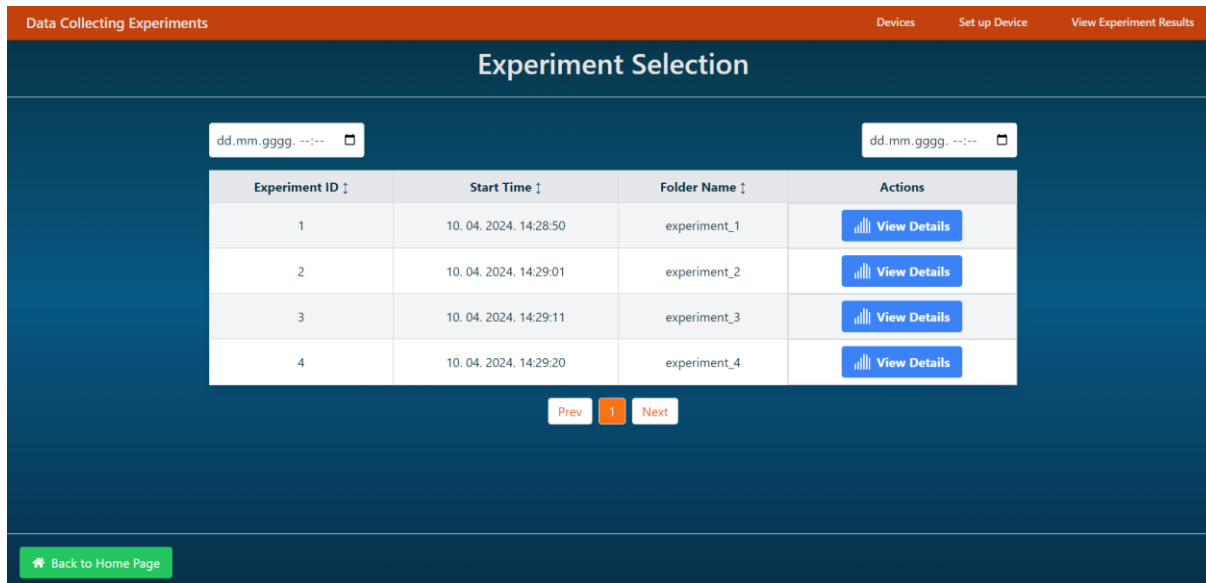 Data Collecting Experiments Devices Set up Device View Experiment Results
Experiment Selection
dd.mm.gggg. --:-- dd.mm.gggg. --:--
Experiment ID ↕ Start Time ↕ Folder Name ↕ Actions
1 10. 04. 2024. 14:28:50 experiment_1 View Details
2 10. 04. 2024. 14:29:01 experiment_2 View Details
3 10. 04. 2024. 14:29:11 experiment_3 View Details
4 10. 04. 2024. 14:29:20 experiment_4 View Details
Prev 1 Next
Back to Home Page